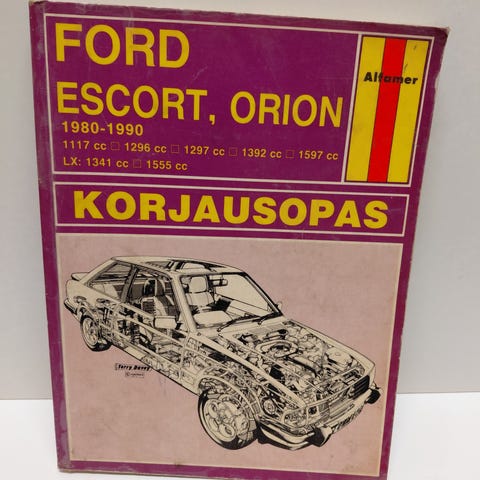 FORD
ESCORT, ORION
1980-1990
1117 cc □ 1296 cc □ 1297 cc □ 1392 cc □ 1597 cc
LX: 1341 cc □ 1555 cc
Alfamer
KORJAUSOPAS
Terry Davey